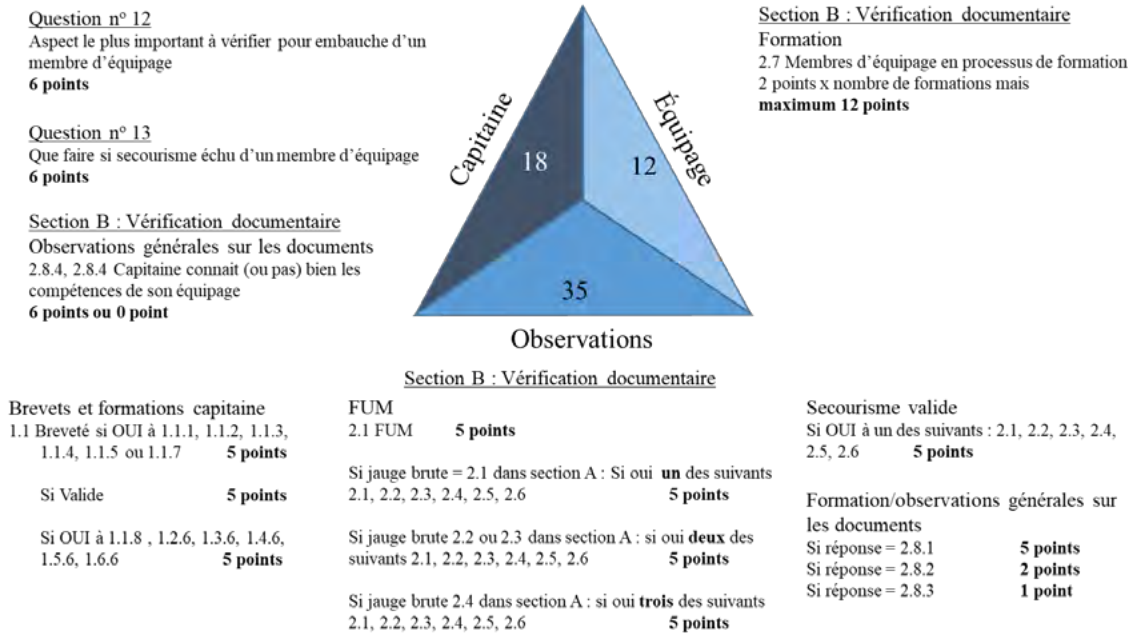 Question nº 12
Aspect le plus important à vérifier pour embauche d'un
membre d'équipage
6 points
Question nº 13
Que faire si secourisme échu d'un membre d'équipage
6 points
Section B : Vérification documentaire
Observations générales sur les documents
2.8.4, 2.8.4 Capitaine connait (ou pas) bien les
compétences de son équipage
6 points ou 0 point
Capitaine
18
Équipage
12
35
Observations
Section B : Vérification documentaire
Formation
2.7 Membres d'équipage en processus de formation
2 points x nombre de formations mais
maximum 12 points
Section B : Vérification documentaire
Brevets et formations capitaine
1.1 Breveté si OUI à 1.1.1, 1.1.2, 1.1.3,
1.1.4, 1.1.5 ou 1.1.7 5 points
Si Valide 5 points
Si OUI à 1.1.8 , 1.2.6, 1.3.6, 1.4.6,
1.5.6, 1.6.6 5 points
FUM
2.1 FUM 5 points
Si jauge brute = 2.1 dans section A : Si oui un des suivants
2.1, 2.2, 2.3, 2.4, 2.5, 2.6 5 points
Si jauge brute 2.2 ou 2.3 dans section A : si oui deux des
suivants 2.1, 2.2, 2.3, 2.4, 2.5, 2.6 5 points
Si jauge brute 2.4 dans section A : si oui trois des suivants
2.1, 2.2, 2.3, 2.4, 2.5, 2.6 5 points
Secourisme valide
Si OUI à un des suivants : 2.1, 2.2, 2.3, 2.4,
2.5, 2.6 5 points
Formation/observations générales sur
les documents
Si réponse = 2.8.1 5 points
Si réponse = 2.8.2 2 points
Si réponse = 2.8.3 1 point